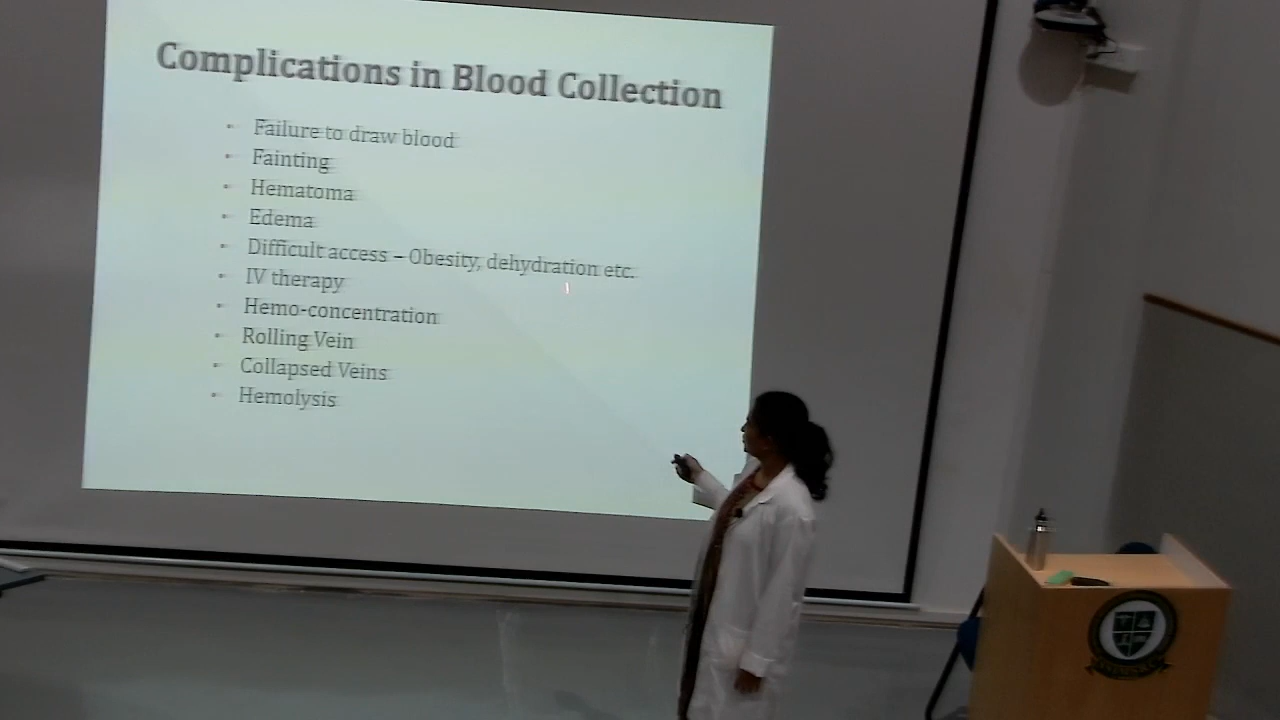 Complications in Blood Collection
Failure to draw blood
Fainting
Hematoma
Edema
Difficult access – Obesity, dehydration etc.
IV therapy
Hemo-concentration
Rolling Vein
Collapsed Veins
Hemolysis